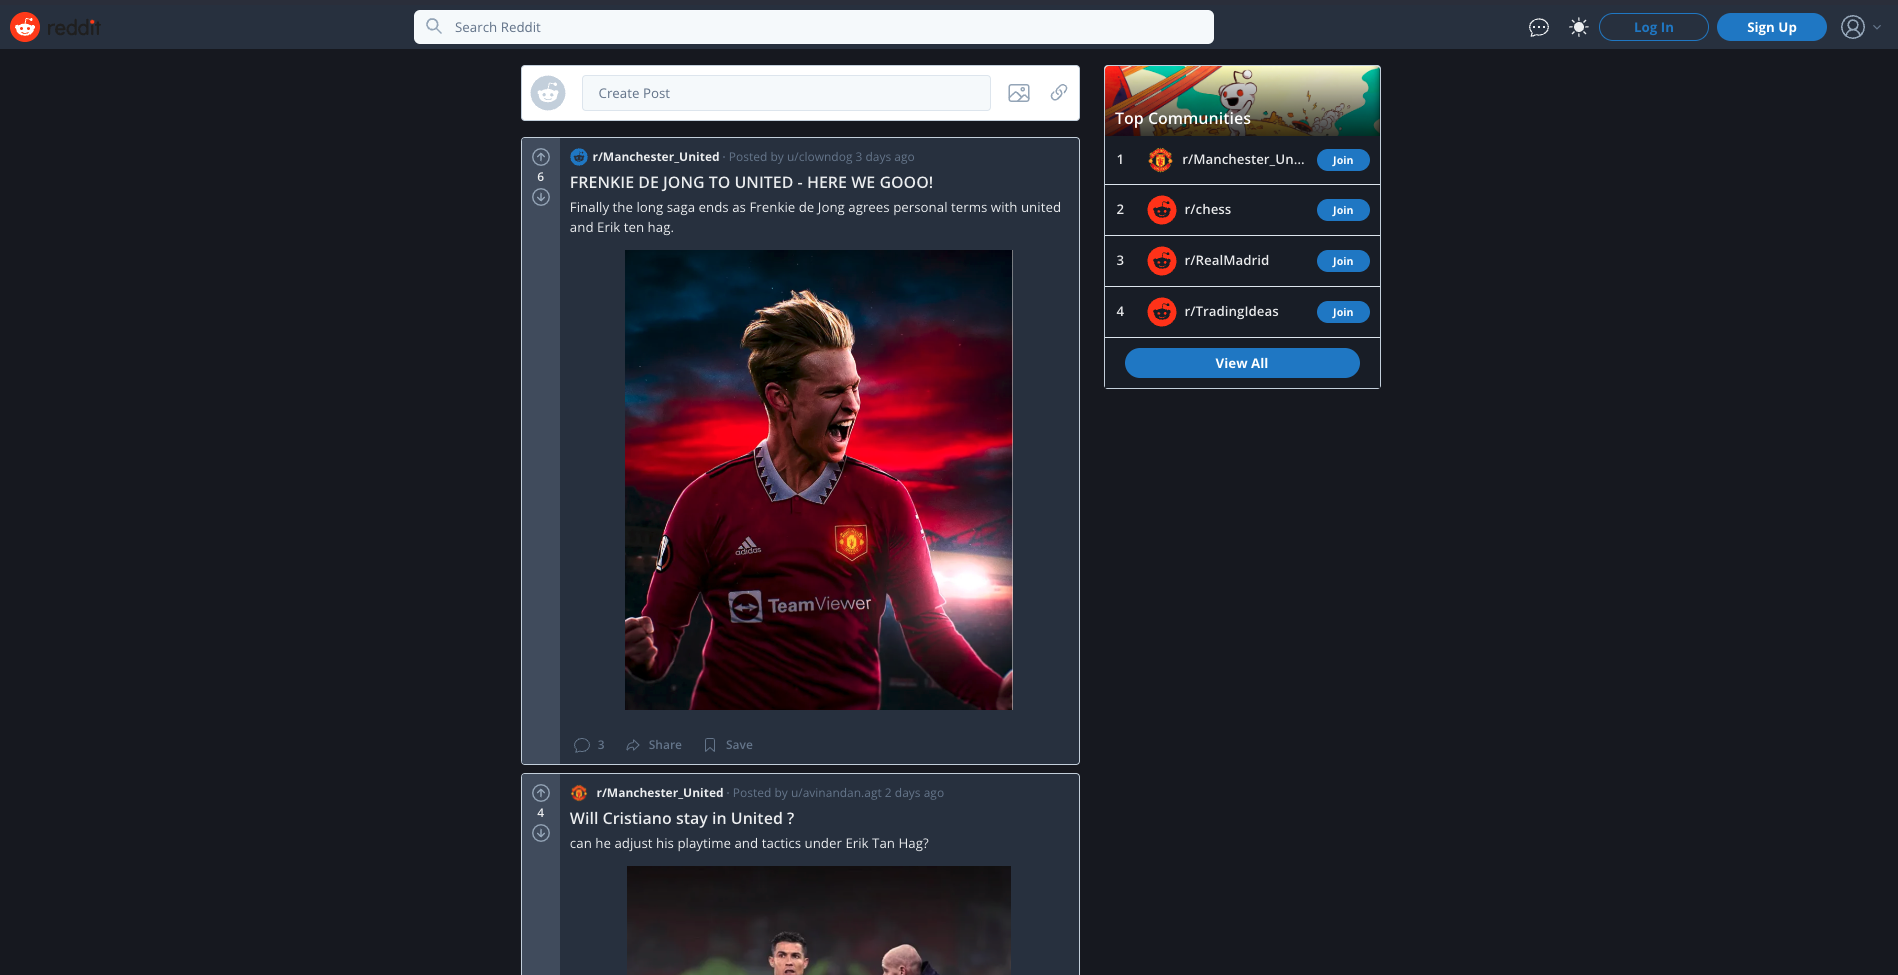 reddit
Search Reddit
Log In
Sign Up
Create Post
r/Manchester_United · Posted by u/clowndog 3 days ago
6
FRENKIE DE JONG TO UNITED - HERE WE GOOO!
Finally the long saga ends as Frenkie de Jong agrees personal terms with united
and Erik ten hag.
adidas
TeamViewer
3 Share Save
r/Manchester_United · Posted by u/avinandan.agt 2 days ago
4
Will Cristiano stay in United ?
can he adjust his playtime and tactics under Erik Tan Hag?
Top Communities
1 r/Manchester_Un... Join
2 r/chess Join
3 r/RealMadrid Join
4 r/TradingIdeas Join
View All